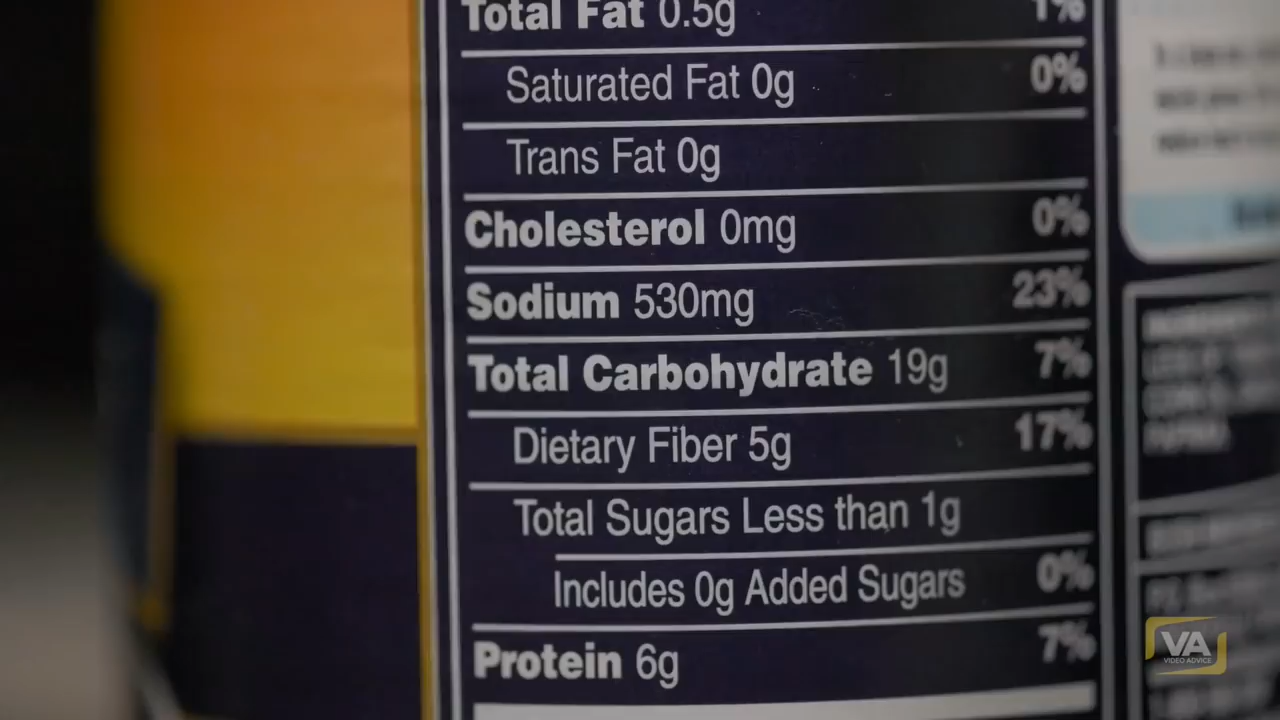 Total Fat 0.5g 1%
Saturated Fat 0g 0%
Trans Fat 0g
Cholesterol 0mg 0%
Sodium 530mg 23%
Total Carbohydrate 19g 7%
Dietary Fiber 5g 17%
Total Sugars Less than 1g
Includes 0g Added Sugars 0%
Protein 6g 7%
VA
VIDEO ADVICE